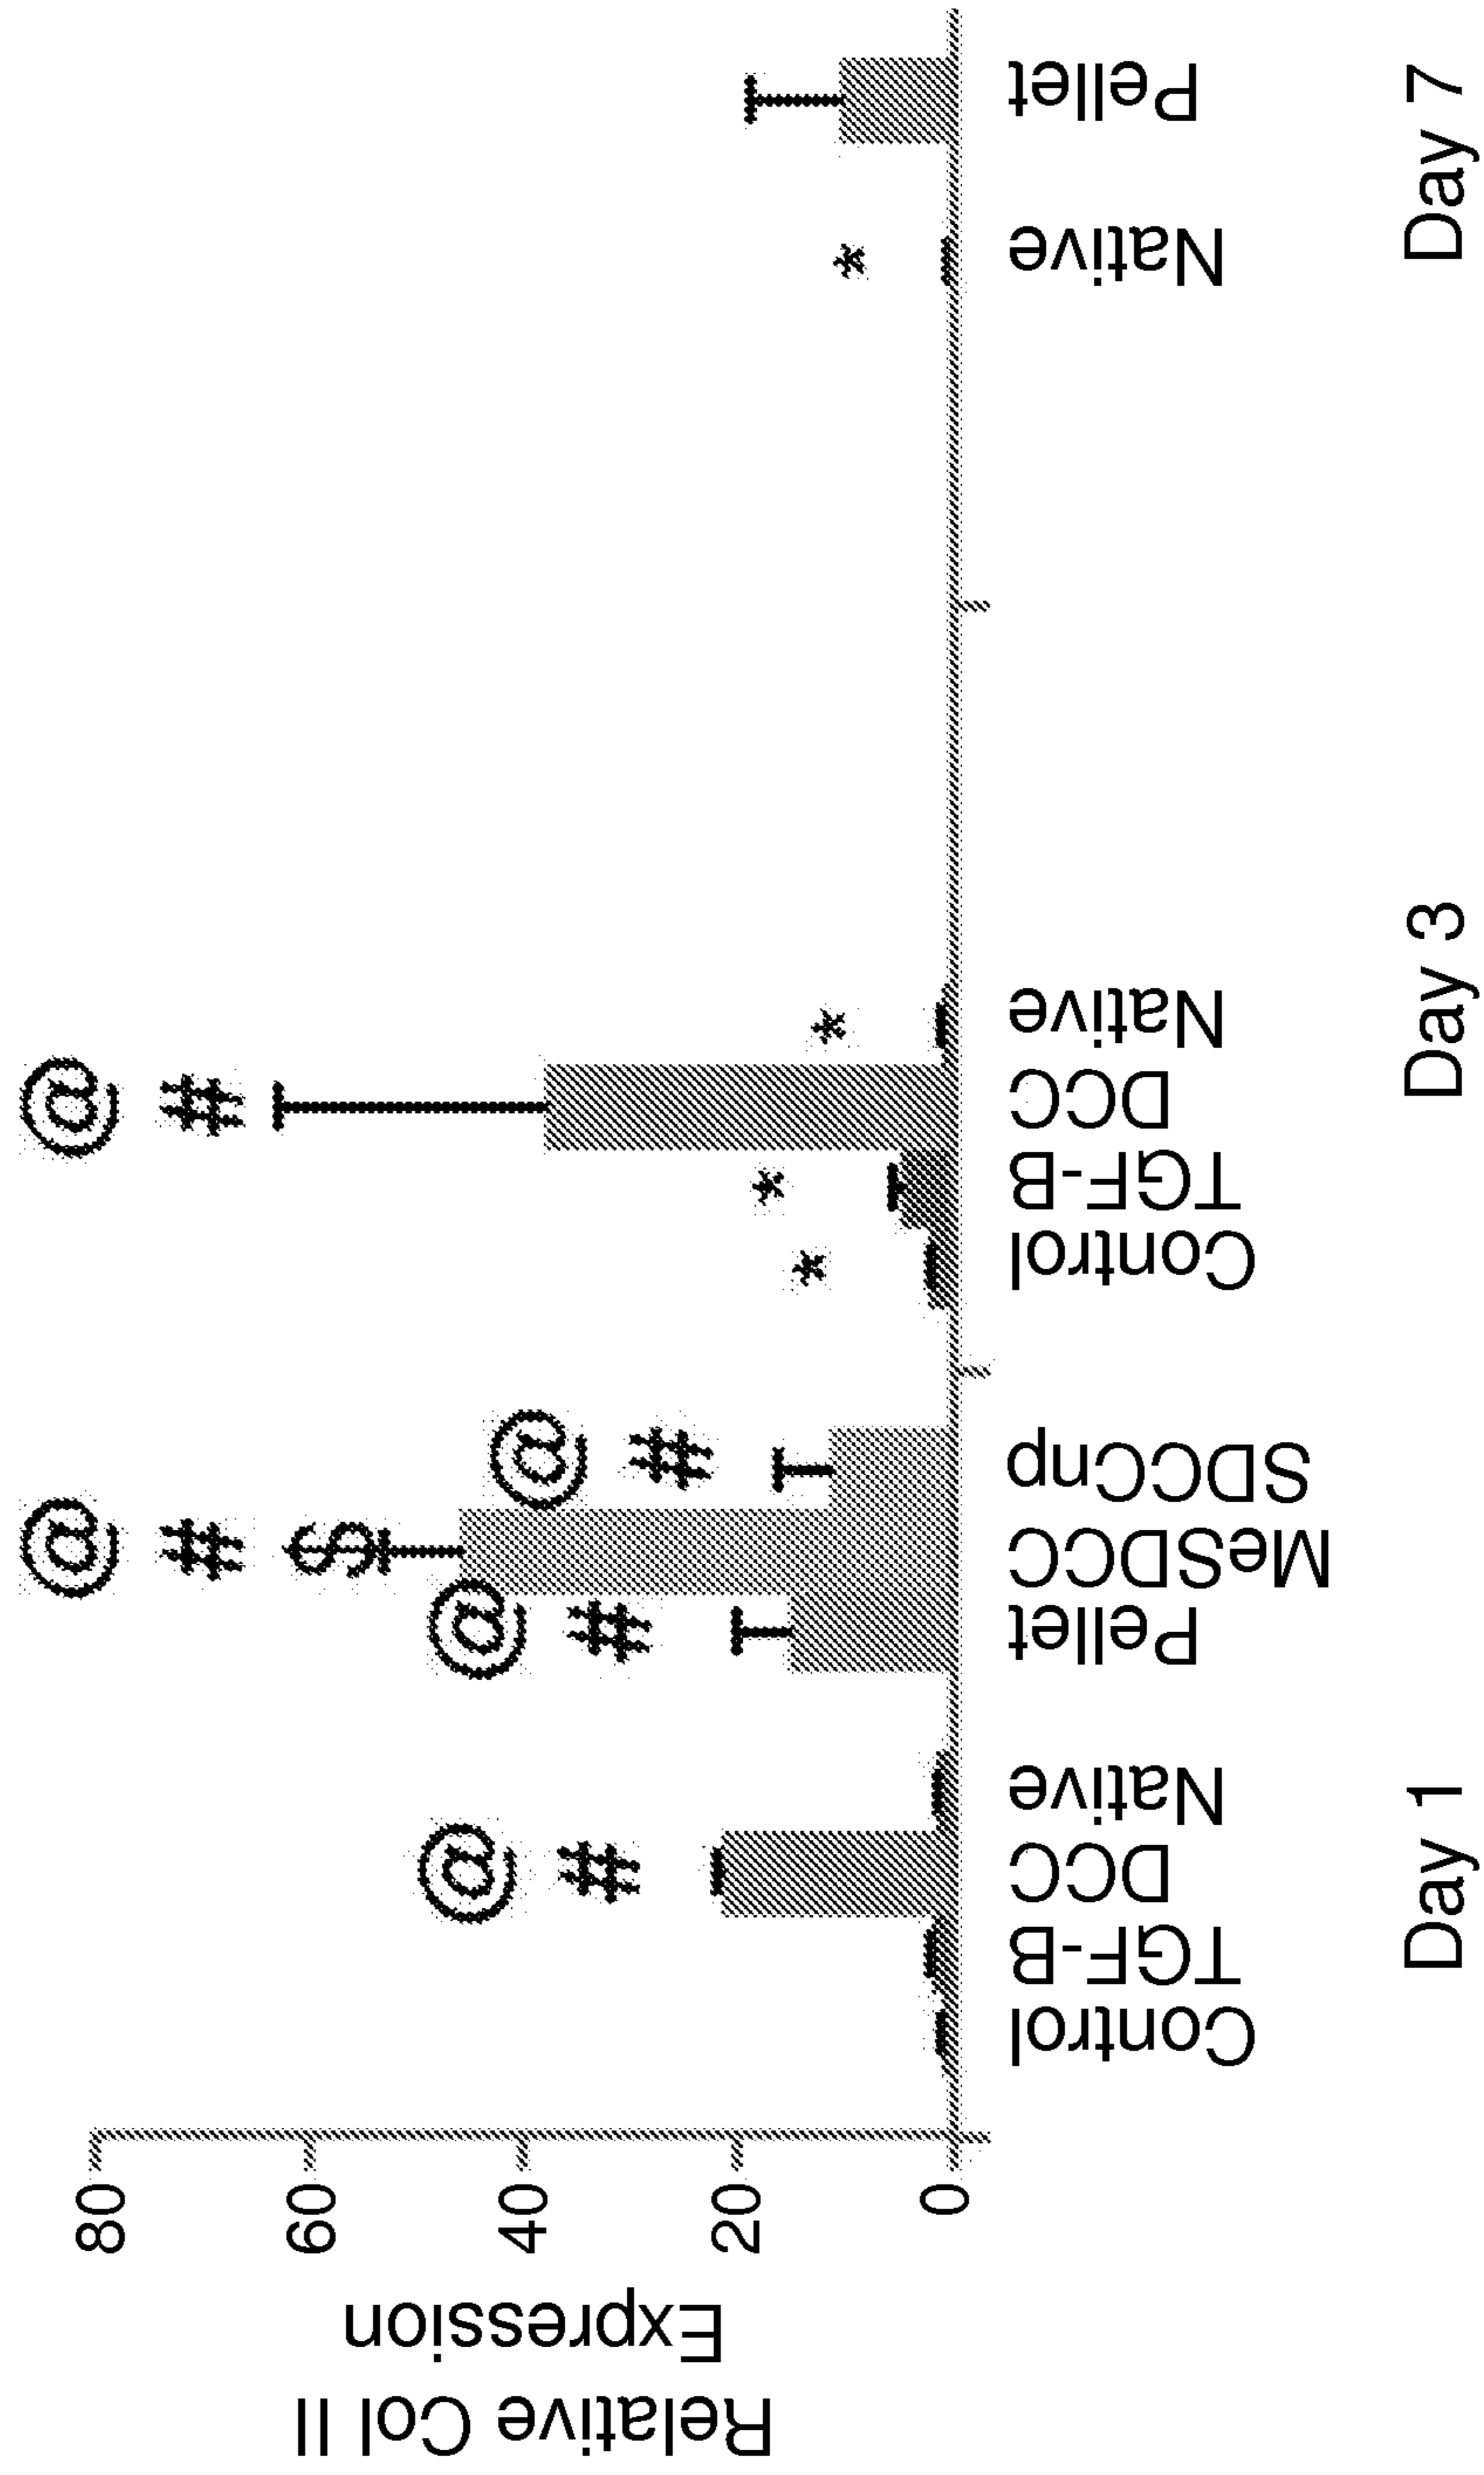 Relative Col II
Expression
80
60
40
20
0
@
#
@
#
@
#
$
@
#
*
*
@
#
*
*
Control
TGF-B
DCC
Native
Pellet
MeSDCC
SDCCnp
Control
TGF-B
DCC
Native
Native
Pellet
Day 1
Day 3
Day 7